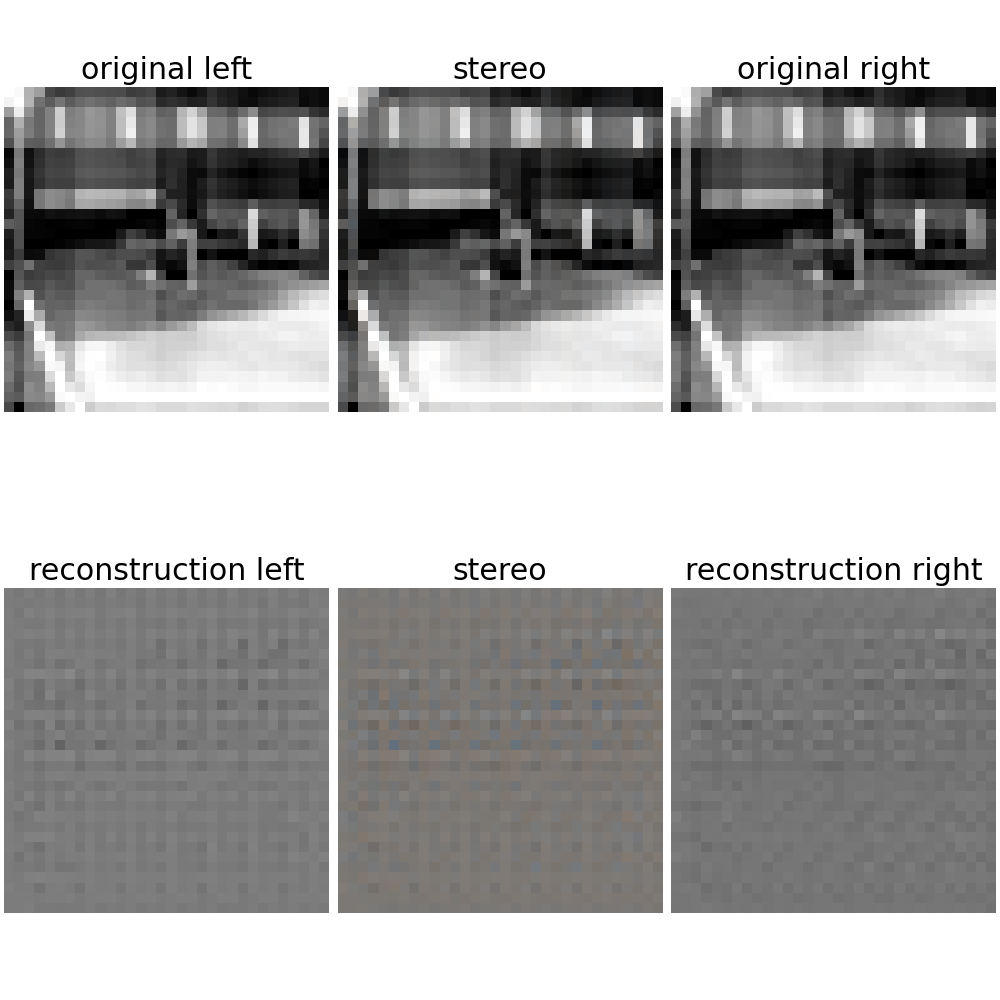 original left
stereo
original right
reconstruction left
stereo
reconstruction right